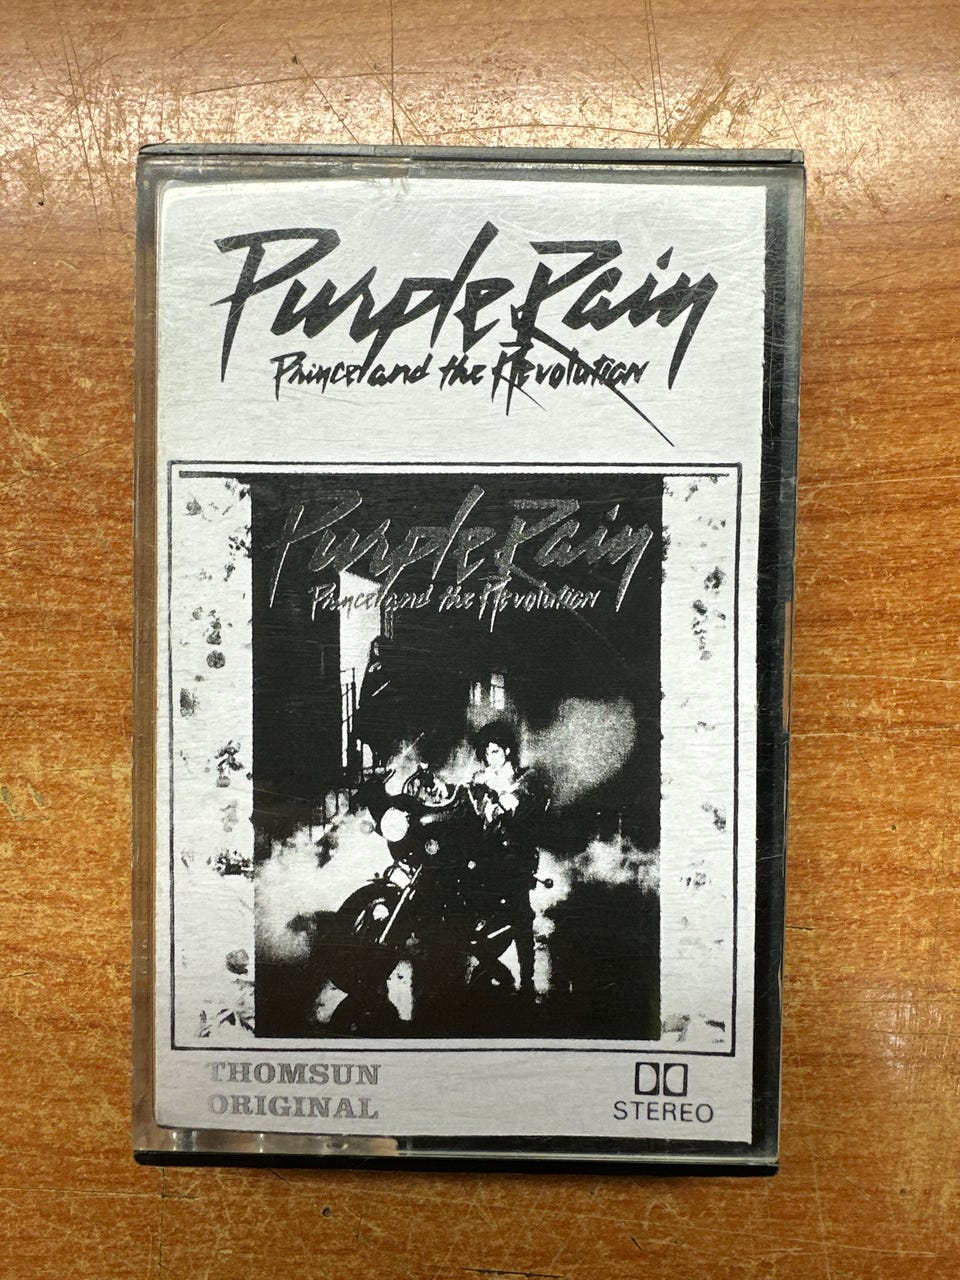 Purple Rain
Prince and the Revolution
Purple Rain
Prince and the Revolution
THOMSUN
ORIGINAL
STEREO